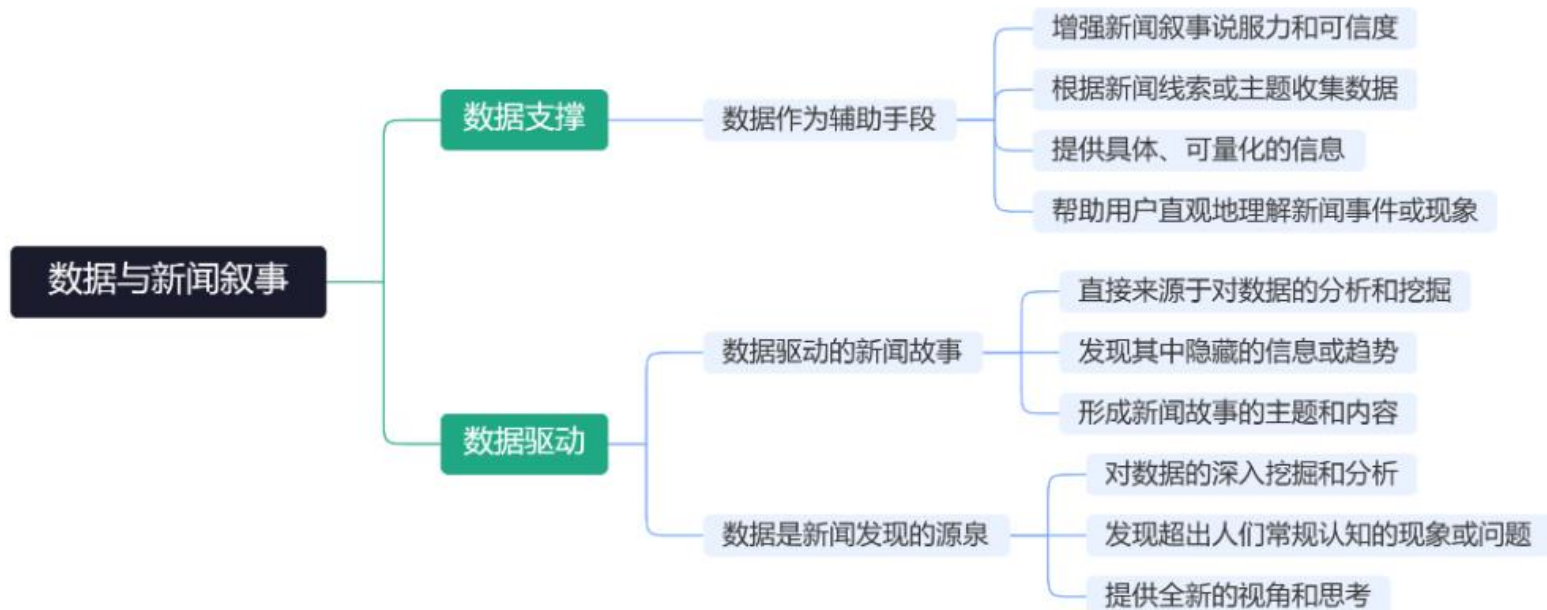 数据与新闻叙事
数据支撑
数据作为辅助手段
增强新闻叙事说服力和可信度
根据新闻线索或主题收集数据
提供具体、可量化的信息
帮助用户直观地理解新闻事件或现象
数据驱动
数据驱动的新闻故事
直接来源于对数据的分析和挖掘
发现其中隐藏的信息或趋势
形成新闻故事的主题和内容
数据是新闻发现的源泉
对数据的深入挖掘和分析
发现超出人们常规认知的现象或问题
提供全新的视角和思考